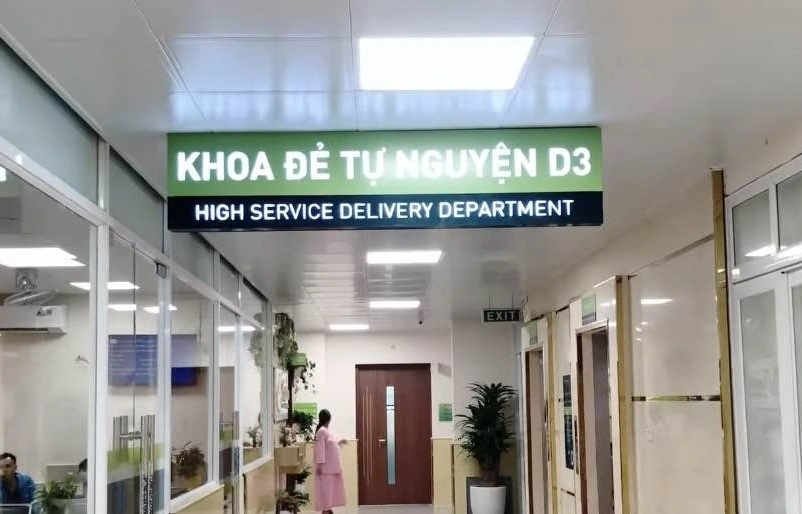 KHOA ĐẺ TỰ NGUYỆN D3
HIGH SERVICE DELIVERY DEPARTMENT
EXIT